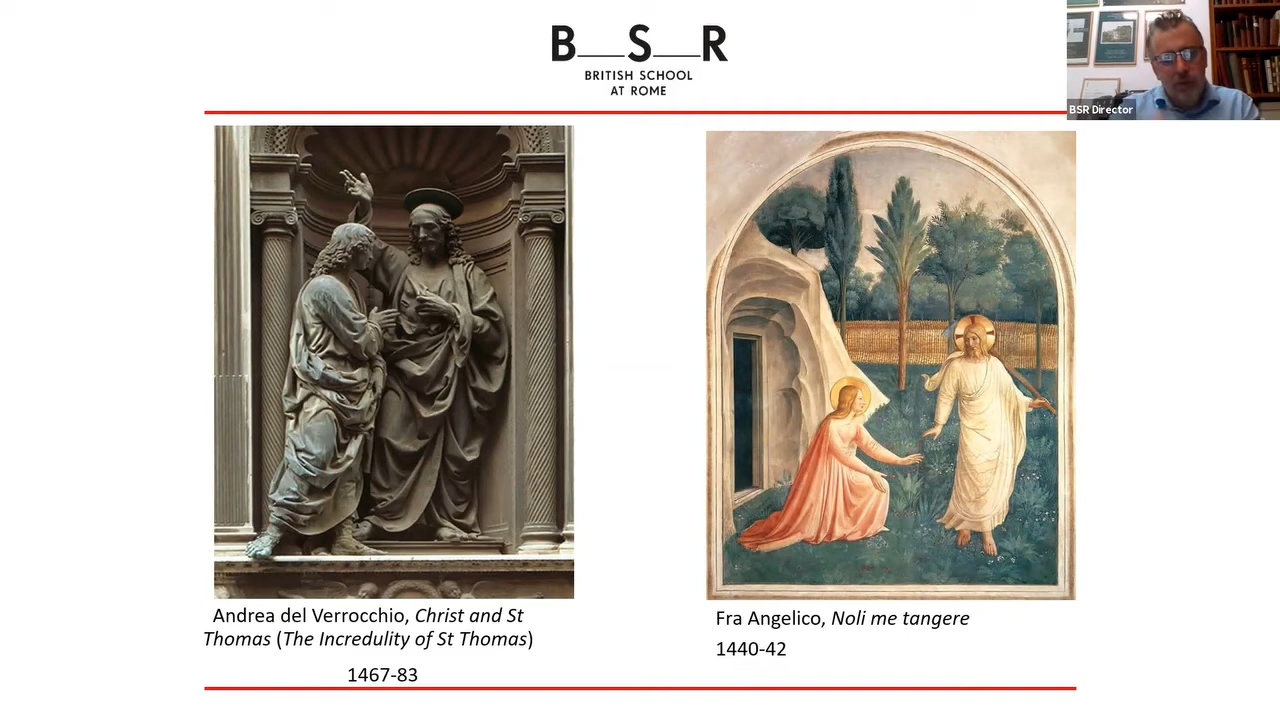 B__S__R
BRITISH SCHOOL
AT ROME
BSR Director
Andrea del Verrocchio, Christ and St
Thomas (The Incredulity of St Thomas)
1467-83
Fra Angelico, Noli me tangere
1440-42